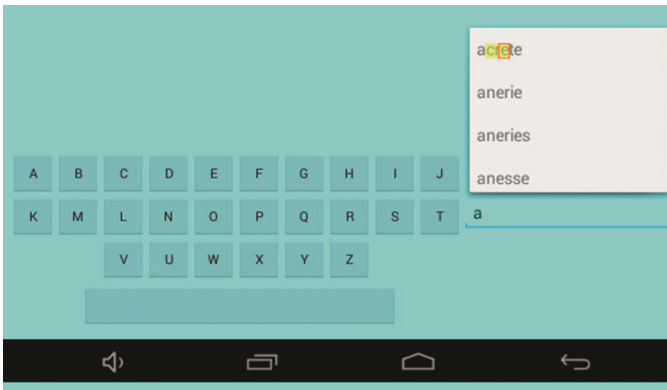 acrete
anerie
aneries
anesse
a
A B C D E F G H I J
K M L N O P Q R S T
V U W X Y Z